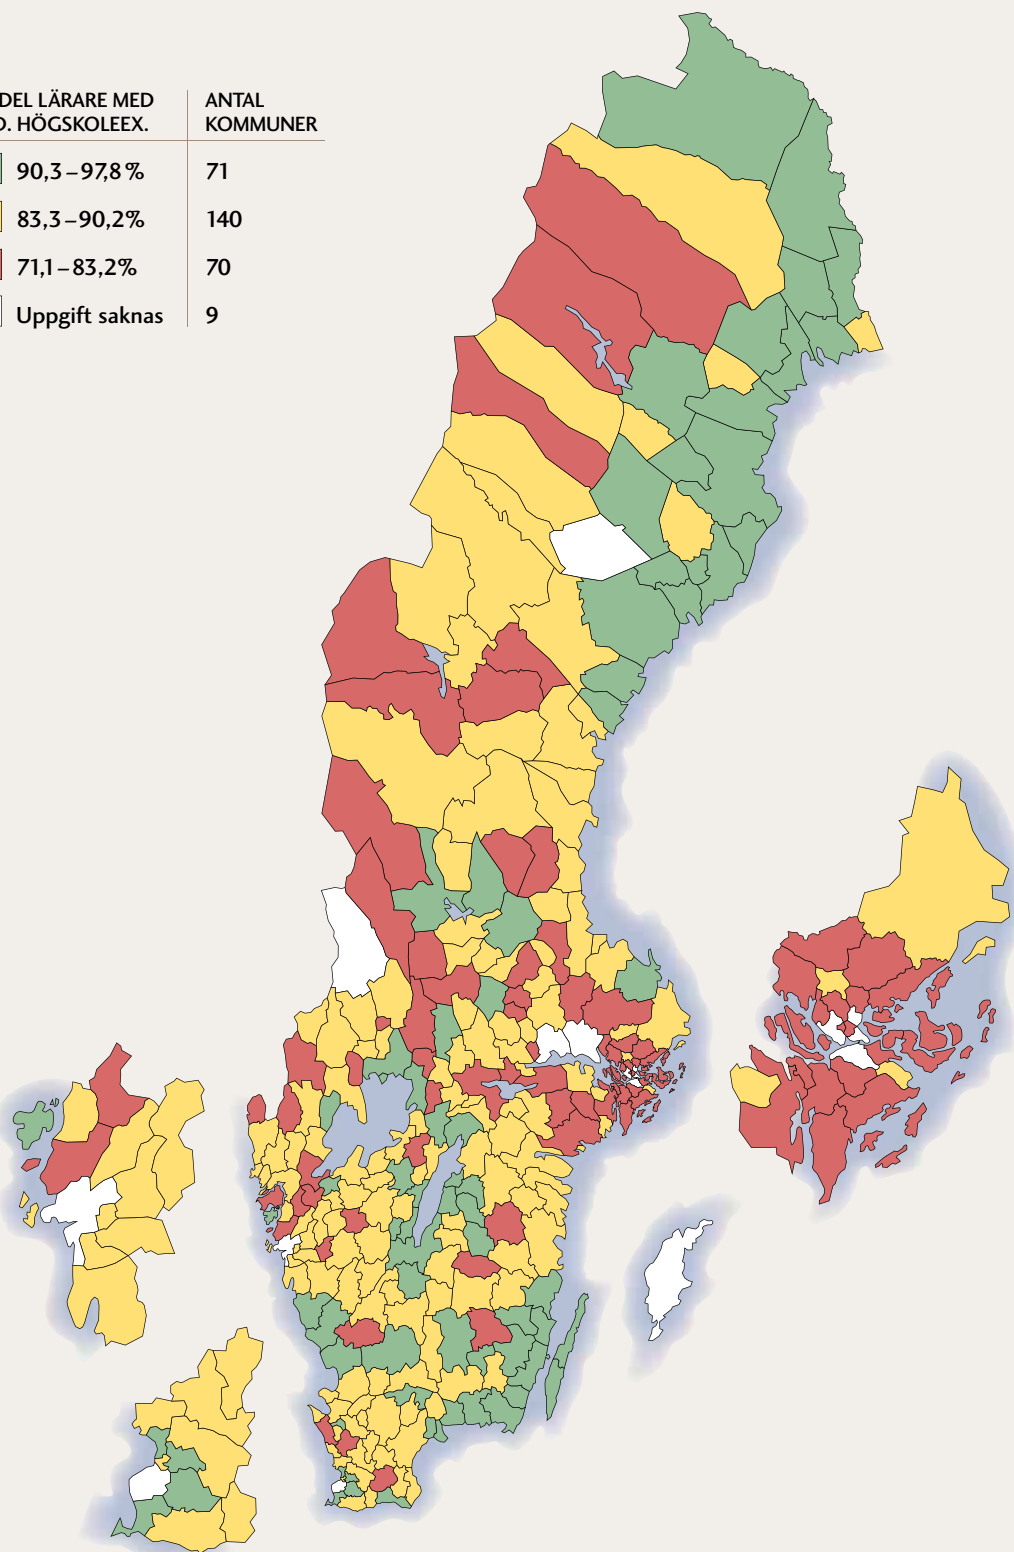 DEL LÄRARE MED
D. HÖGSKOLEEX.
ANTAL
KOMMUNER
90,3–97,8 % 71
83,3–90,2% 140
71,1–83,2% 70
Uppgift saknas 9